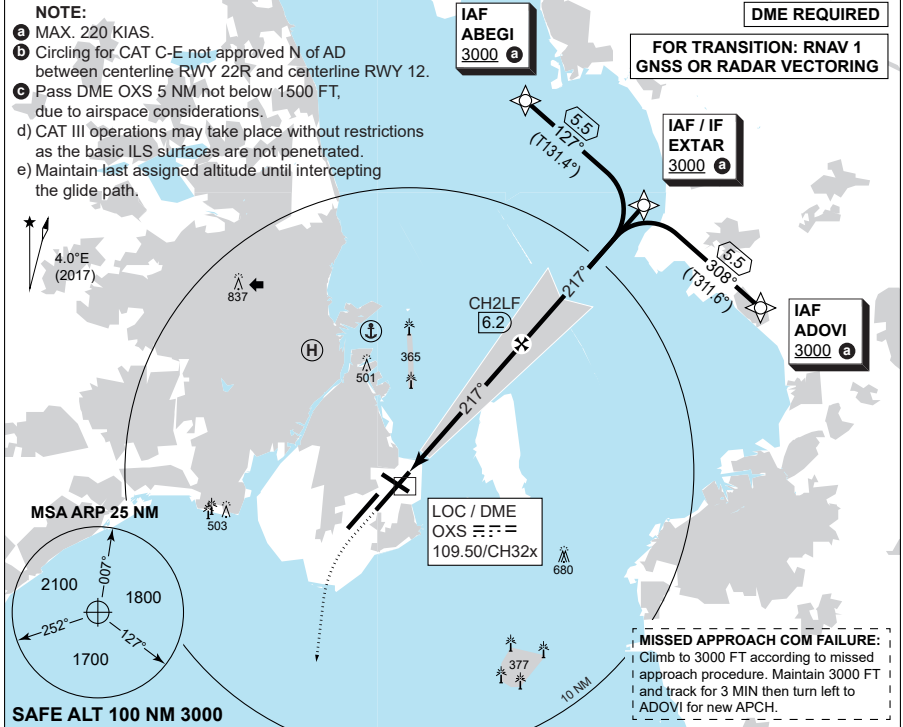 NOTE:
a MAX. 220 KIAS.
b Circling for CAT C-E not approved N of AD
between centerline RWY 22R and centerline RWY 12.
c Pass DME OXS 5 NM not below 1500 FT,
due to airspace considerations.
d) CAT III operations may take place without restrictions
as the basic ILS surfaces are not penetrated.
e) Maintain last assigned altitude until intercepting
the glide path.
IAF
ABEGI
3000 a
DME REQUIRED
FOR TRANSITION: RNAV 1
GNSS OR RADAR VECTORING
5.5
127°
(T131.4°)
IAF / IF
EXTAR
3000 a
4.0°E
(2017)
837
5.5
308°
(T311.6°)
217°
CH2LF
6.2
IAF
ADOVI
3000 a
H
365
501
217°
503
LOC / DME
OXS
109.50/CH32x
680
MSA ARP 25 NM
007°
2100
1800
252°
127°
1700
377
10 NM
MISSED APPROACH COM FAILURE:
Climb to 3000 FT according to missed
approach procedure. Maintain 3000 FT
and track for 3 MIN then turn left to
ADOVI for new APCH.
SAFE ALT 100 NM 3000